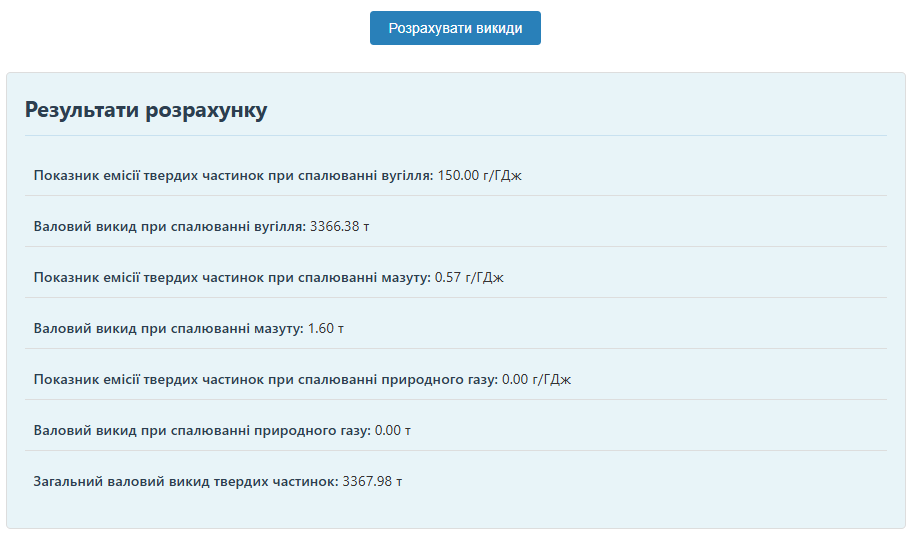 Розрахувати викиди
Результати розрахунку
Показник емісії твердих частинок при спалюванні вугілля: 150.00 г/ГДж
Валовий викид при спалюванні вугілля: 3366.38 т
Показник емісії твердих частинок при спалюванні мазуту: 0.57 г/ГДж
Валовий викид при спалюванні мазуту: 1.60 т
Показник емісії твердих частинок при спалюванні природного газу: 0.00 г/ГДж
Валовий викид при спалюванні природного газу: 0.00 т
Загальний валовий викид твердих частинок: 3367.98 т